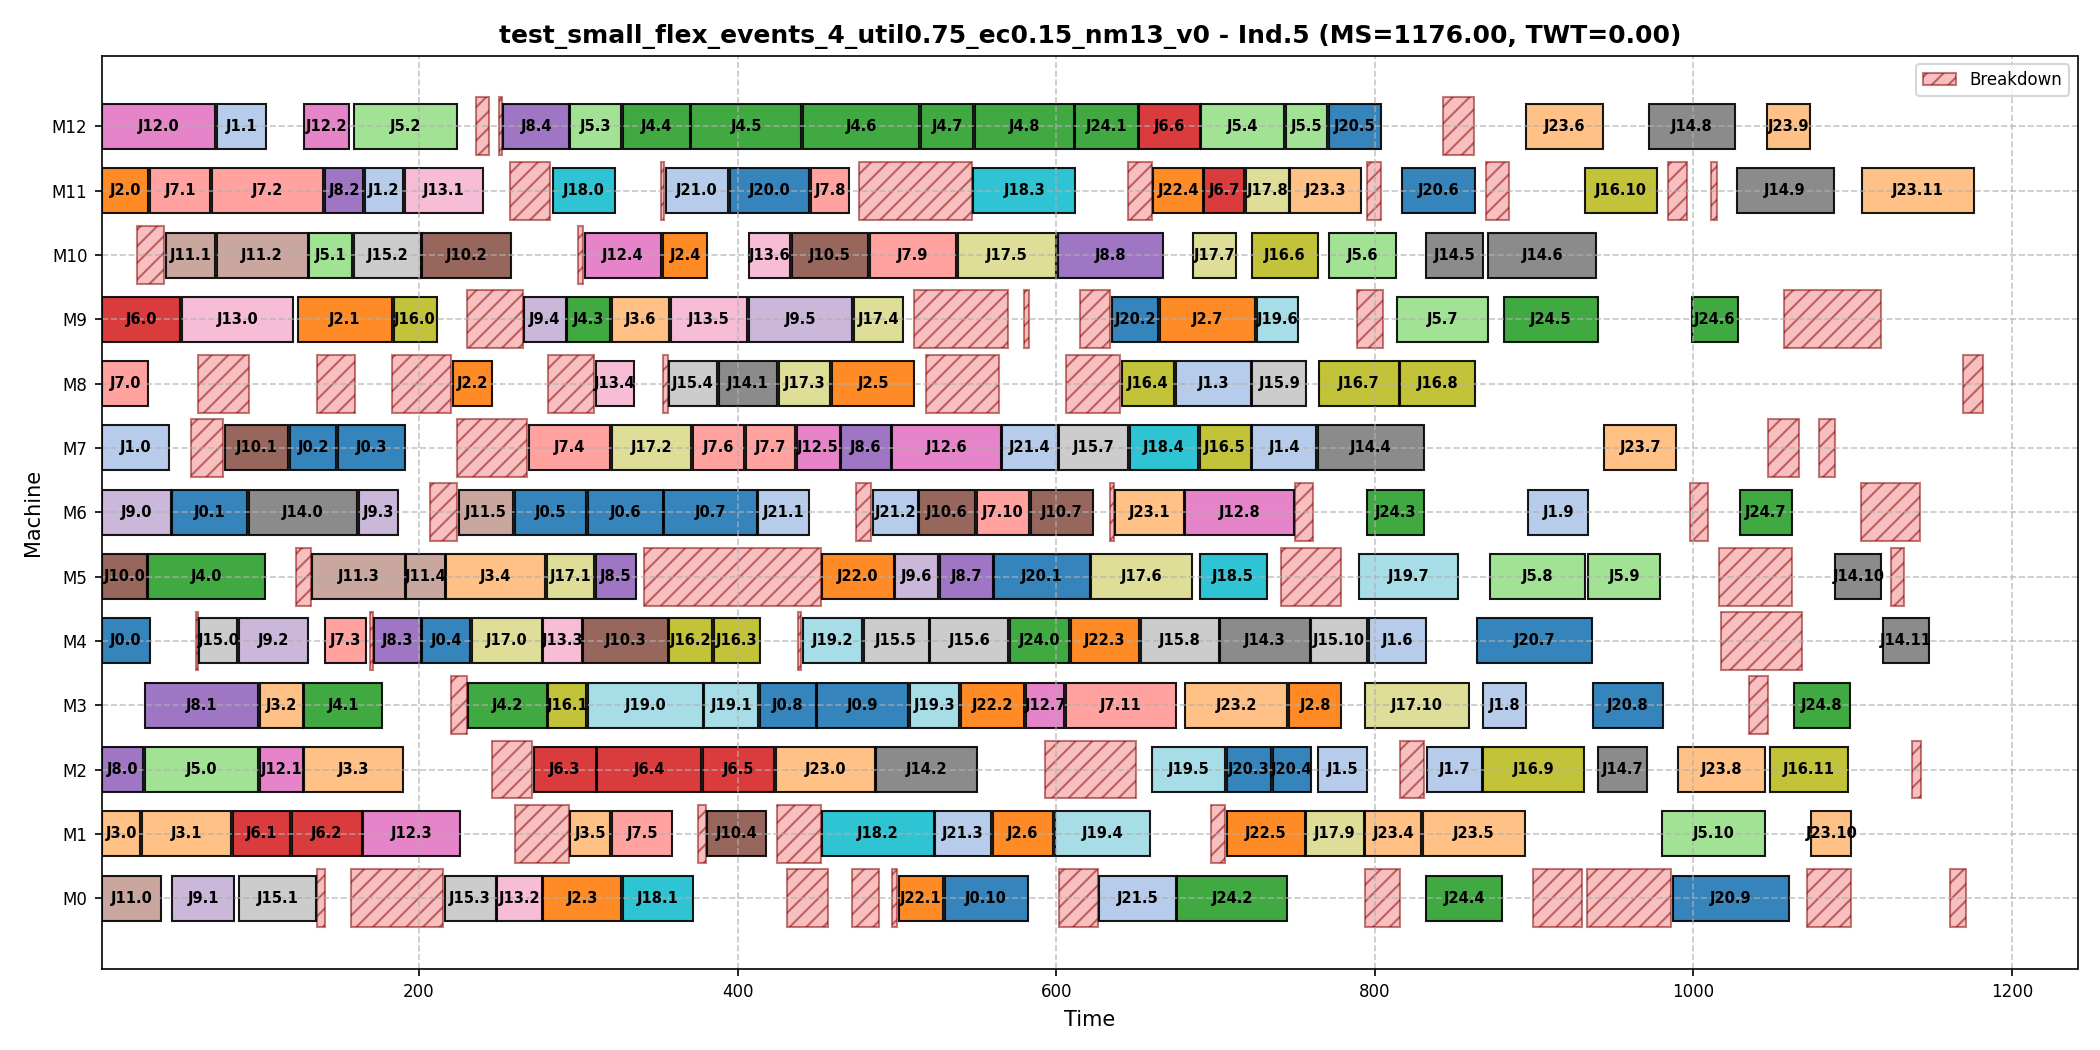 test_small_flex_events_4_util0.75_ec0.15_nm13_v0 - Ind.5 (MS=1176.00, TWT=0.00)
Breakdown
M12 J12.0 J1.1 J12.2 J5.2 J8.4 J5.3 J4.4 J4.5 J4.6 J4.7 J4.8 J24.1 J6.6 J5.4 J5.5 J20.5 J23.6 J14.8 J23.9
M11 J2.0 J7.1 J7.2 J8.2 J1.2 J13.1 J18.0 J21.0 J20.0 J7.8 J18.3 J22.4 J6.7 J17.8 J23.3 J20.6 J16.10 J14.9 J23.11
M10 J11.1 J11.2 J5.1 J15.2 J10.2 J12.4 J2.4 J13.6 J10.5 J7.9 J17.5 J8.8 J17.7 J16.6 J5.6 J14.5 J14.6
M9 J6.0 J13.0 J2.1 J16.0 J9.4 J4.3 J3.6 J13.5 J9.5 J17.4 J20.2 J2.7 J19.6 J5.7 J24.5 J24.6
M8 J7.0 J2.2 J13.4 J15.4 J14.1 J17.3 J2.5 J16.4 J1.3 J15.9 J16.7 J16.8
M7 J1.0 J10.1 J0.2 J0.3 J7.4 J17.2 J7.6 J7.7 J12.5 J8.6 J12.6 J21.4 J15.7 J18.4 J16.5 J1.4 J14.4 J23.7
M6 J9.0 J0.1 J14.0 J9.3 J11.5 J0.5 J0.6 J0.7 J21.1 J21.2 J10.6 J7.10 J10.7 J23.1 J12.8 J24.3 J1.9 J24.7
M5 J10.0 J4.0 J11.3 J11.4 J3.4 J17.1 J8.5 J22.0 J9.6 J8.7 J20.1 J17.6 J18.5 J19.7 J5.8 J5.9 J14.10
M4 J0.0 J15.0 J9.2 J7.3 J8.3 J0.4 J17.0 J13.3 J10.3 J16.2 J16.3 J19.2 J15.5 J15.6 J24.0 J22.3 J15.8 J14.3 J15.10 J1.6 J20.7 J14.11
M3 J8.1 J3.2 J4.1 J4.2 J16.1 J19.0 J19.1 J0.8 J0.9 J19.3 J22.2 J12.7 J7.11 J23.2 J2.8 J17.10 J1.8 J20.8 J24.8
M2 J8.0 J5.0 J12.1 J3.3 J6.3 J6.4 J6.5 J23.0 J14.2 J19.5 J20.3 J20.4 J1.5 J1.7 J16.9 J14.7 J23.8 J16.11
M1 J3.0 J3.1 J6.1 J6.2 J12.3 J3.5 J7.5 J10.4 J18.2 J21.3 J2.6 J19.4 J22.5 J17.9 J23.4 J23.5 J5.10 J23.10
M0 J11.0 J9.1 J15.1 J15.3 J13.2 J2.3 J18.1 J22.1 J0.10 J21.5 J24.2 J24.4 J20.9
200 400 600 800 1000 1200
Time
Machine